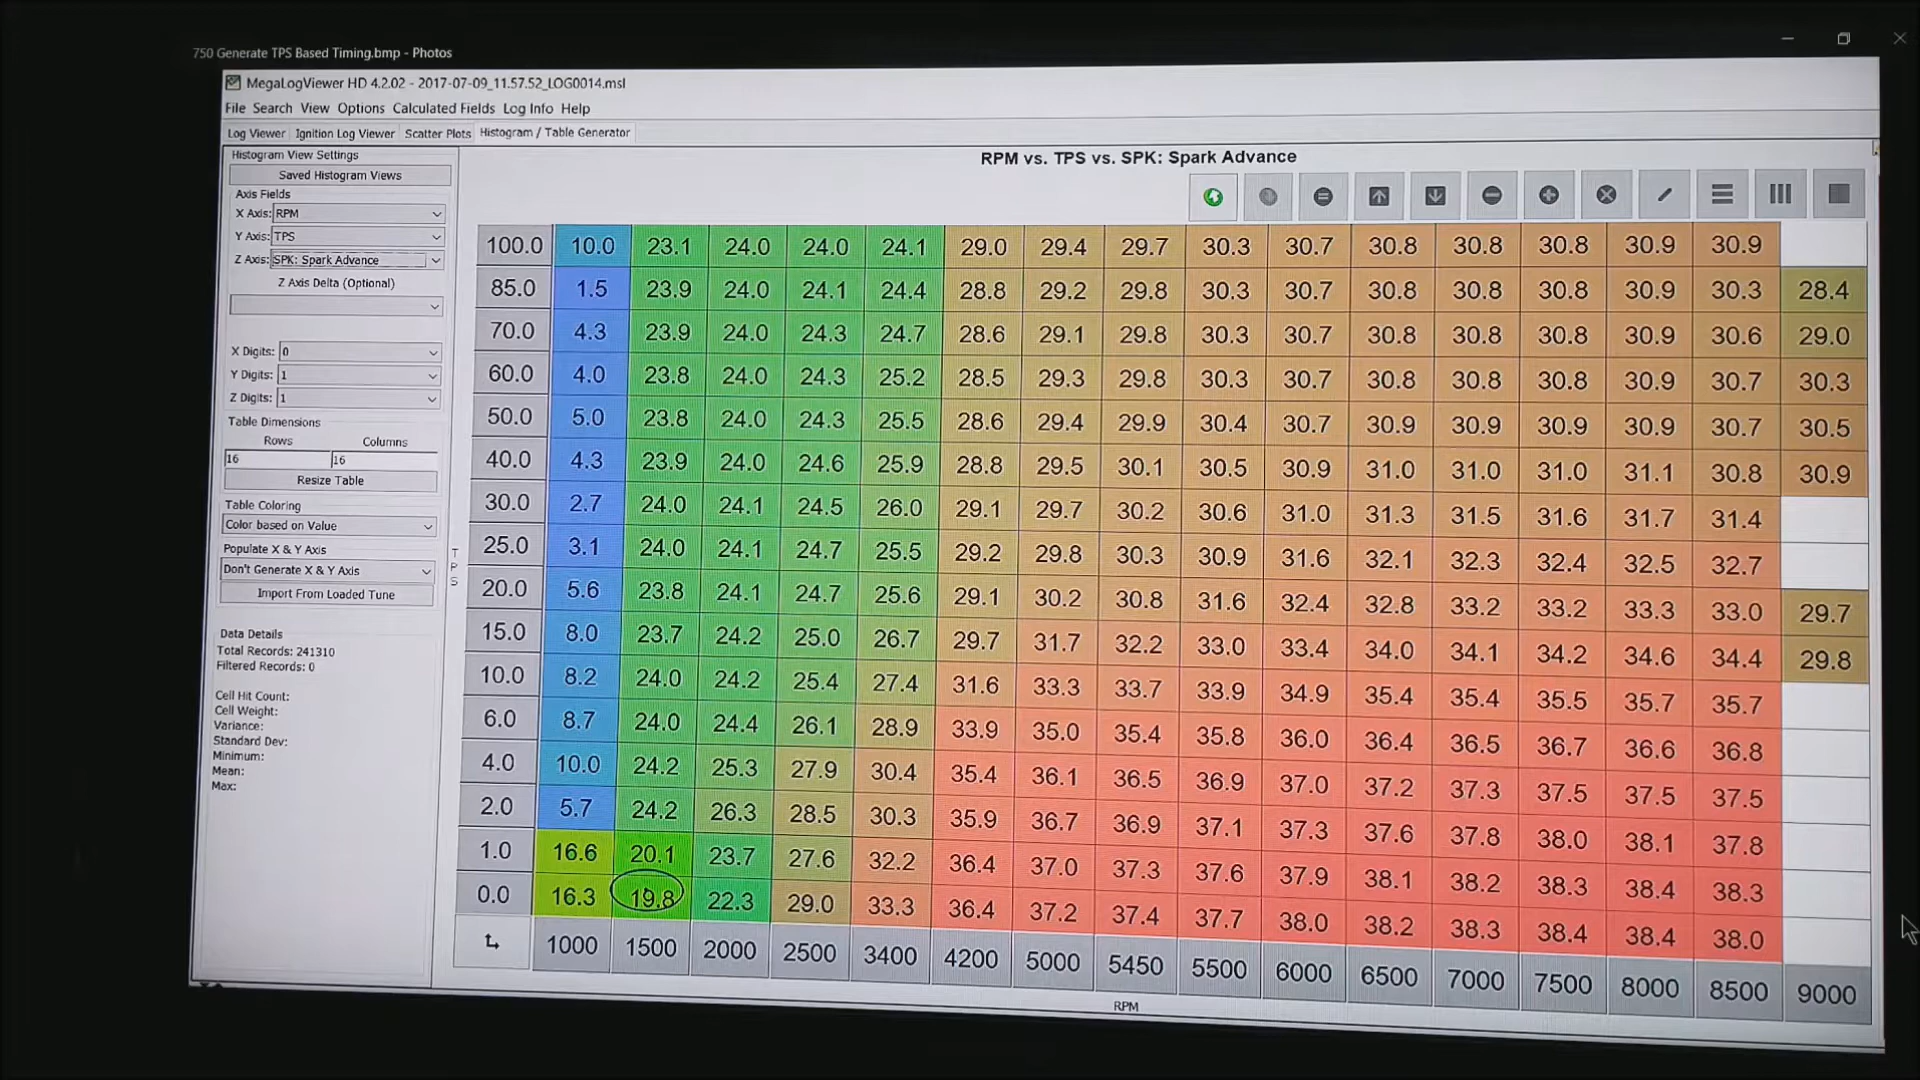 750 Generate TPS Based Timing.bmp - Photos
MegaLogViewer HD 4.2.02 - 2017-07-09_11.57.52_LOG0014.msl
File Search View Options Calculated Fields Log Info Help
Log Viewer Ignition Log Viewer Scatter Plots Histogram / Table Generator
Histogram View Settings
Saved Histogram Views
Axis Fields
X Axis: RPM
Y Axis: TPS
Z Axis: SPK: Spark Advance
Z Axis Delta (Optional)
X Digits: 0
Y Digits: 1
Z Digits: 1
Table Dimensions
Rows Columns
16 16
Resize Table
Table Coloring
Color based on Value
Populate X & Y Axis
Don't Generate X & Y Axis
Import From Loaded Tune
Data Details
Total Records: 241310
Filtered Records: 0
Cell Hit Count:
Cell Weight:
Variance:
Standard Dev:
Minimum:
Mean:
Max:
RPM vs. TPS vs. SPK: Spark Advance
TPS
100.0 10.0 23.1 24.0 24.0 24.1 29.0 29.4 29.7 30.3 30.7 30.8 30.8 30.8 30.9 30.9
85.0 1.5 23.9 24.0 24.1 24.4 28.8 29.2 29.8 30.3 30.7 30.8 30.8 30.8 30.9 30.3 28.4
70.0 4.3 23.9 24.0 24.3 24.7 28.6 29.1 29.8 30.3 30.7 30.8 30.8 30.8 30.9 30.6 29.0
60.0 4.0 23.8 24.0 24.3 25.2 28.5 29.3 29.8 30.3 30.7 30.8 30.8 30.8 30.9 30.7 30.3
50.0 5.0 23.8 24.0 24.3 25.5 28.6 29.4 29.9 30.4 30.7 30.9 30.9 30.9 30.9 30.7 30.5
40.0 4.3 23.9 24.0 24.6 25.9 28.8 29.5 30.1 30.5 30.9 31.0 31.0 31.0 31.1 30.8 30.9
30.0 2.7 24.0 24.1 24.5 26.0 29.1 29.7 30.2 30.6 31.0 31.3 31.5 31.6 31.7 31.4
25.0 3.1 24.0 24.1 24.7 25.5 29.2 29.8 30.3 30.9 31.6 32.1 32.3 32.4 32.5 32.7
20.0 5.6 23.8 24.1 24.7 25.6 29.1 30.2 30.8 31.6 32.4 32.8 33.2 33.2 33.3 33.0 29.7
15.0 8.0 23.7 24.2 25.0 26.7 29.7 31.7 32.2 33.0 33.4 34.0 34.1 34.2 34.6 34.4 29.8
10.0 8.2 24.0 24.2 25.4 27.4 31.6 33.3 33.7 33.9 34.9 35.4 35.4 35.5 35.7 35.7
6.0 8.7 24.0 24.4 26.1 28.9 33.9 35.0 35.4 35.8 36.0 36.4 36.5 36.7 36.6 36.8
4.0 10.0 24.2 25.3 27.9 30.4 35.4 36.1 36.5 36.9 37.0 37.2 37.3 37.5 37.5 37.5
2.0 5.7 24.2 26.3 28.5 30.3 35.9 36.7 36.9 37.1 37.3 37.6 37.8 38.0 38.1 37.8
1.0 16.6 20.1 23.7 27.6 32.2 36.4 37.0 37.3 37.6 37.9 38.1 38.2 38.3 38.4 38.3
0.0 16.3 19.8 22.3 29.0 33.3 36.4 37.2 37.4 37.7 38.0 38.2 38.3 38.4 38.4 38.0
1000 1500 2000 2500 3400 4200 5000 5450 5500 6000 6500 7000 7500 8000 8500 9000
RPM